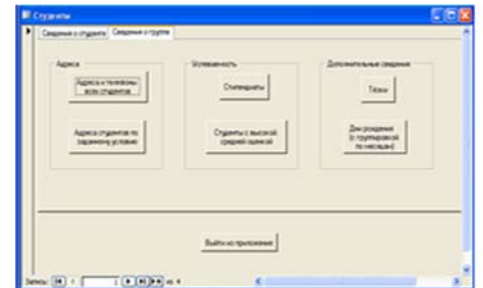 Студенты
Сведения о студенте Сведения о группе
Адреса
Успеваемость
Дополнительные сведения
Адреса и телефоны
всех студентов
Стипендиаты
Тёзки
Адреса студентов по
заданному условию
Студенты с высокой
средней оценкой
Дни рождения
(с группировкой
по месяцам)
Выйти из приложения
Запись: 1 из 4